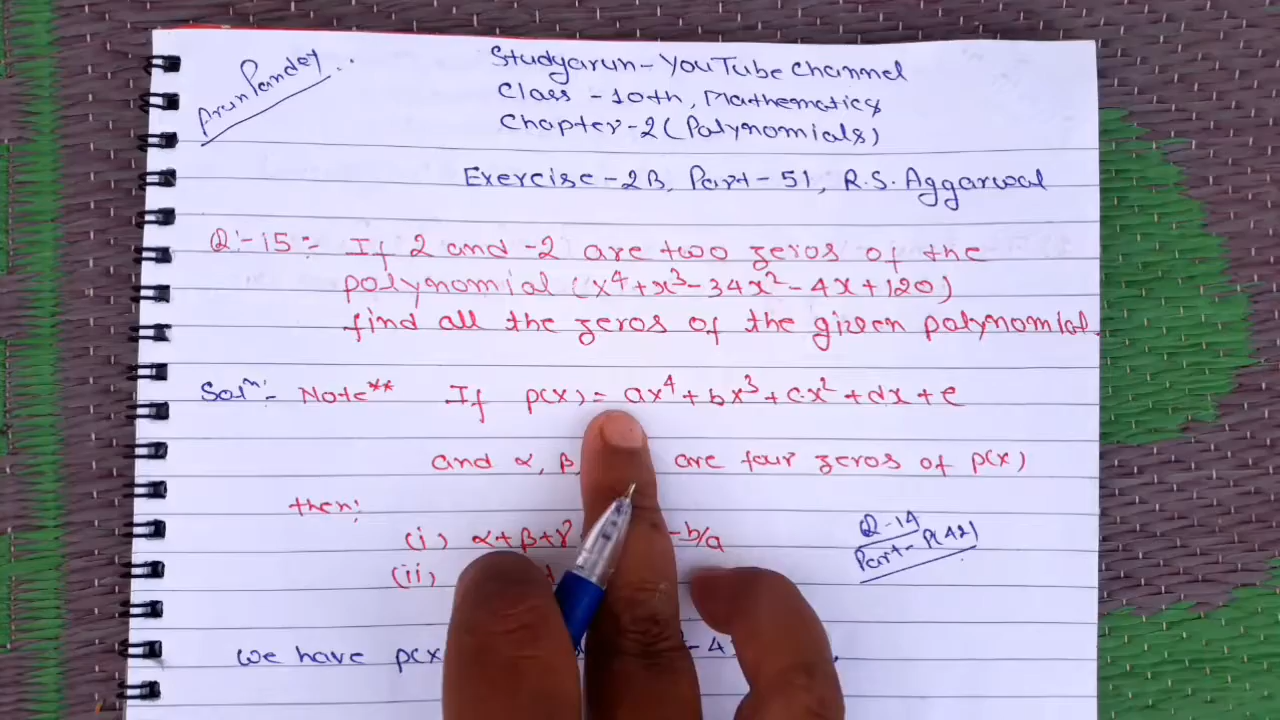 Arun Pandey..
Studyarun - YouTube Channel
Class - 10th, Mathematics
Chapter - 2 (Polynomials)
Exercise - 2B, Part - 51, R.S. Aggarwal
Q:-15:- If 2 and -2 are two zeros of the
polynomial (x⁴+x³-34x²-4x+120)
find all the zeros of the given polynomial.
Solⁿ:- Note** If p(x) = ax⁴+bx³+cx²+dx+e
and α, β, are four zeros of p(x)
then:
(i) α+β+γ -b/a
(ii)
Q-14
Part-P(42)
we have p(x - 4